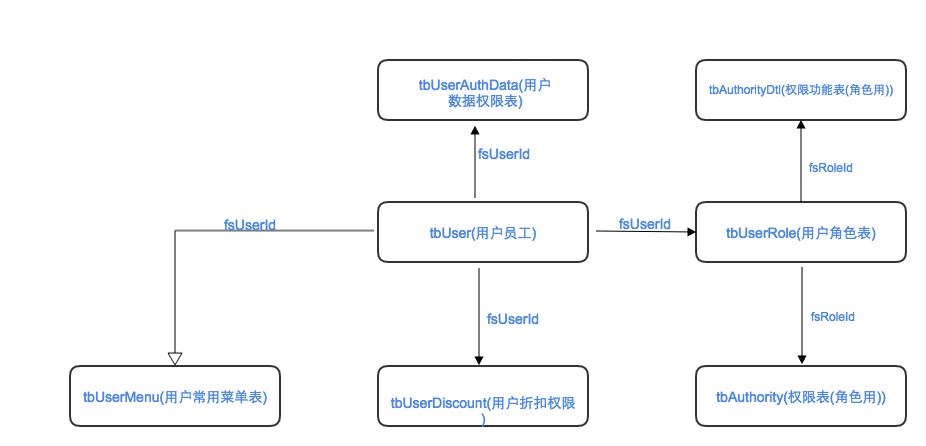 tbUserAuthData(用户
数据权限表)
tbAuthorityDtl(权限功能表(角色用))
fsUserId
fsRoleId
fsUserId
tbUser(用户员工)
fsUserId
tbUserRole(用户角色表)
fsUserId
fsRoleId
tbUserMenu(用户常用菜单表)
tbUserDiscount(用户折扣权限
)
tbAuthority(权限表(角色用))